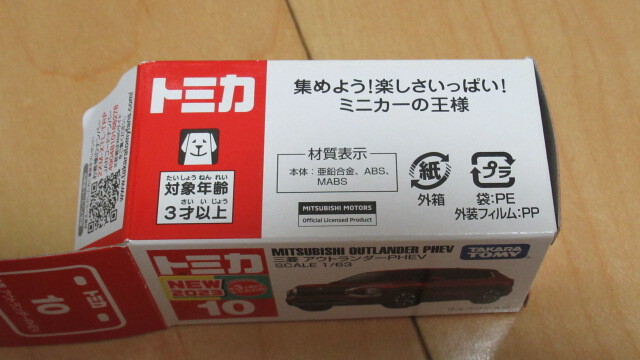 トミカ
集めよう!楽しさいっぱい!
ミニカーの王様
たいしょうねんれい
対象年齢
さいいじょう
3才以上
材質表示
本体：亜鉛合金、ABS、
MABS
MITSUBISHI MOTORS
Official Licensed Product
紙
外箱
プラ
袋:PE
外装フィルム:PP
トミカ
MITSUBISHI OUTLANDER PHEV
三菱 アウトランダーPHEV
SCALE 1/63
NEW
2023
10
TAKARA
TOMY
トミカ
10